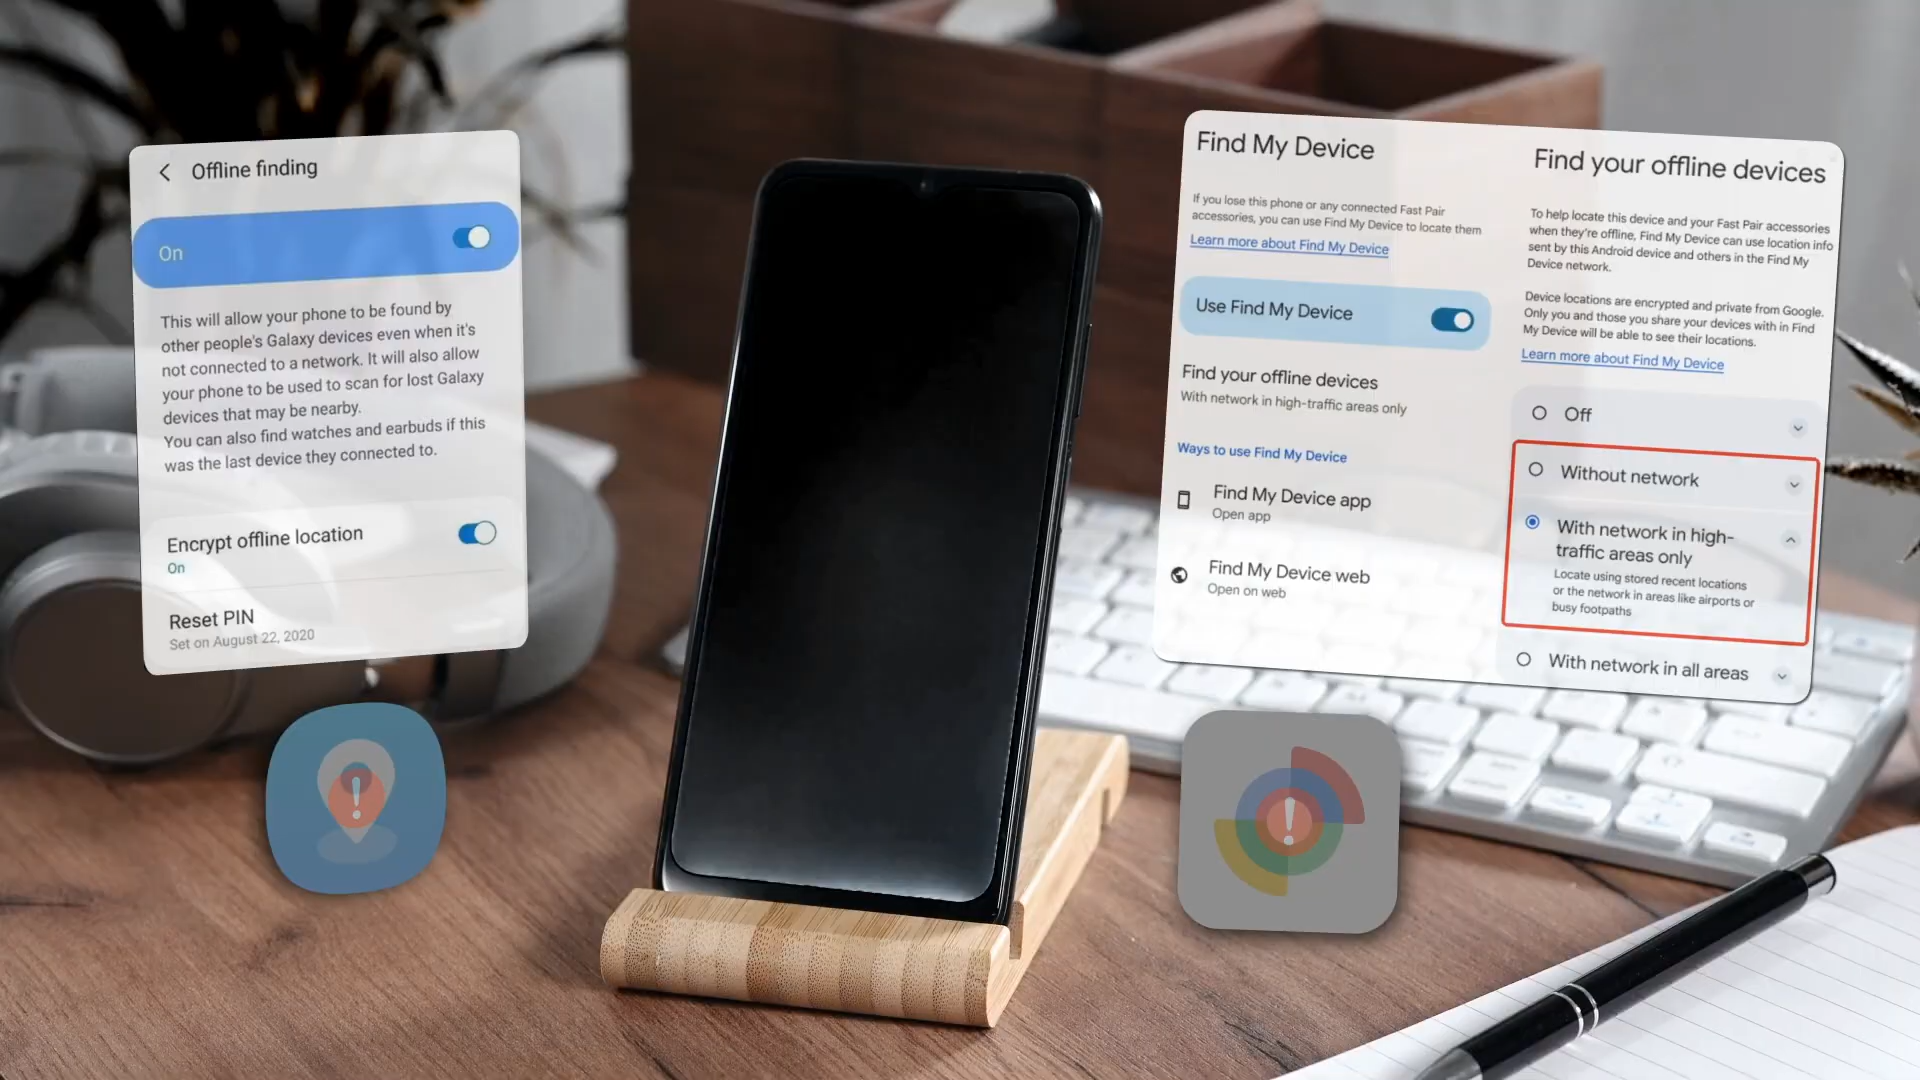 Offline finding
On
This will allow your phone to be found by
other people's Galaxy devices even when it's
not connected to a network. It will also allow
your phone to be used to scan for lost Galaxy
devices that may be nearby.
You can also find watches and earbuds if this
was the last device they connected to.
Encrypt offline location
On
Reset PIN
Set on August 22, 2020
Find My Device
If you lose this phone or any connected Fast Pair
accessories, you can use Find My Device to locate them
Learn more about Find My Device
Use Find My Device
Find your offline devices
With network in high-traffic areas only
Ways to use Find My Device
Find My Device app
Open app
Find My Device web
Open on web
Find your offline devices
To help locate this device and your Fast Pair accessories
when they're offline, Find My Device can use location info
sent by this Android device and others in the Find My
Device network.
Device locations are encrypted and private from Google.
Only you and those you share your devices with in Find
My Device will be able to see their locations.
Learn more about Find My Device
Off
Without network
With network in high-
traffic areas only
Locate using stored recent locations
or the network in areas like airports or
busy footpaths
With network in all areas
!
!